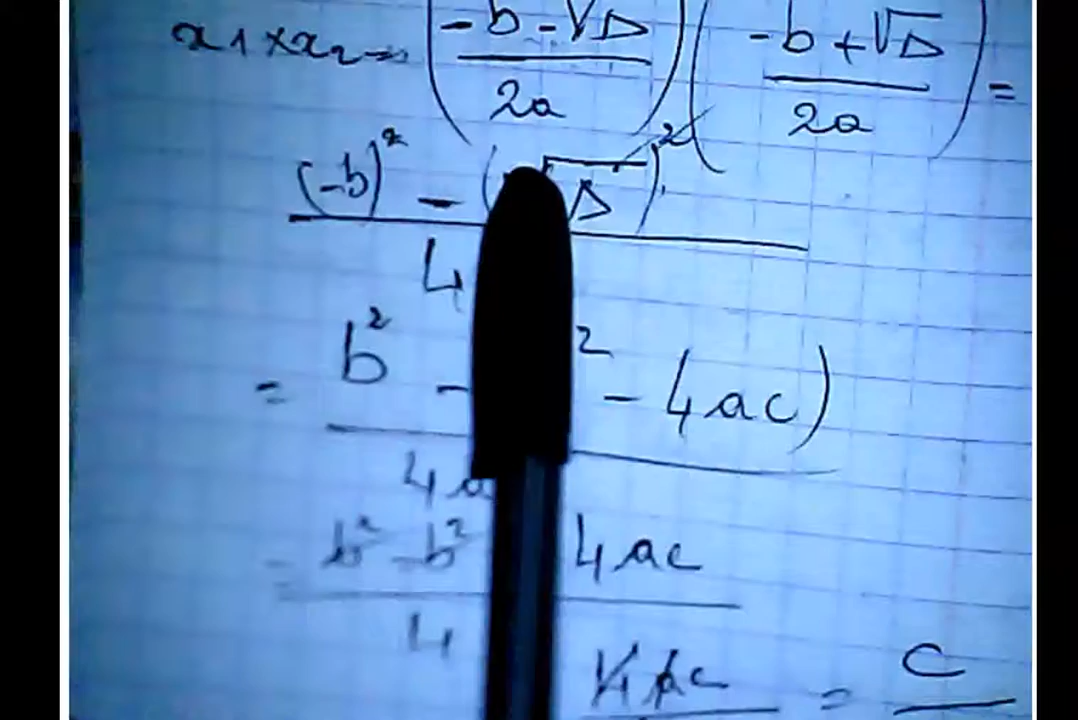 x1 × x2 = ((-b - √Δ)/2a) ((-b + √Δ)/2a) =
((-b)² - (√Δ)²)/4
= b² - ² - 4ac) / 4a
= b² - b² 4ac / 4
4ac = c